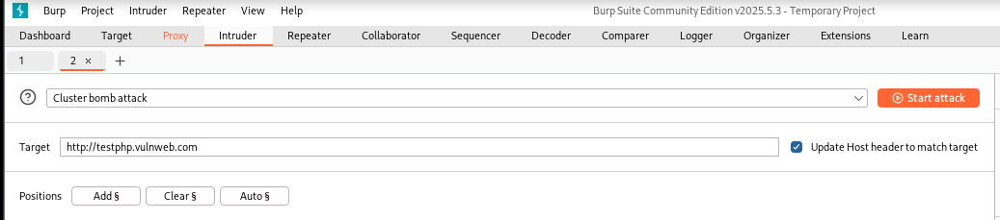 Burp Project Intruder Repeater View Help Burp Suite Community Edition v2025.5.3 - Temporary Project
Dashboard Target Proxy Intruder Repeater Collaborator Sequencer Decoder Comparer Logger Organizer Extensions Learn
1 2 × +
? Cluster bomb attack Start attack
Target http://testphp.vulnweb.com Update Host header to match target
Positions Add § Clear § Auto §